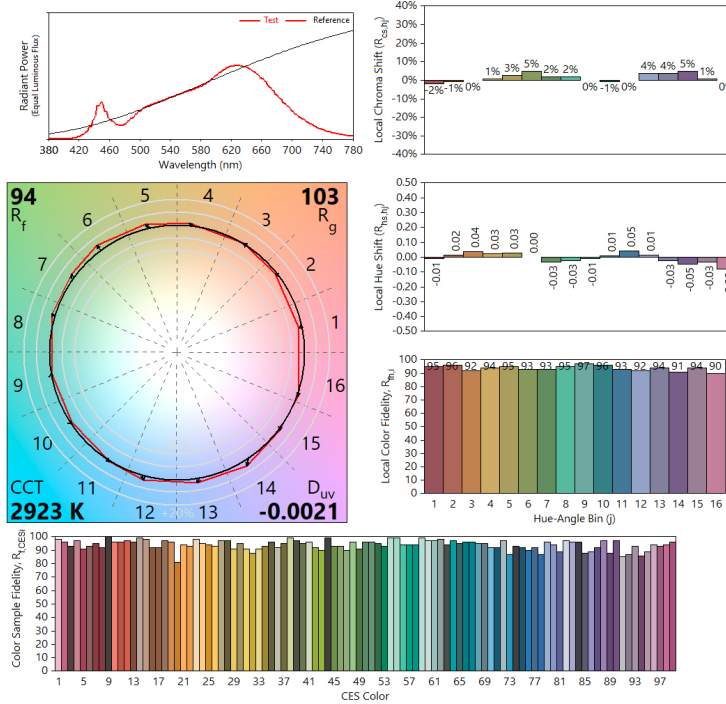 Test Reference
Radiant Power
(Equal Luminous Flux)
380 460 540 620 700 780
420 500 580 660 740
Wavelength (nm)
Local Chroma Shift (Rcs,hj)
40%
30%
20%
10%
0%
-10%
-20%
-30%
-40%
-2% -1% 0% 1% 3% 5% 2% 2% 0% -1% 0% 4% 4% 5% 1% 0%
94
Rf
103
Rg
CCT
2923 K
Duv
-0.0021
+20%
1
2
3
4
5
6
7
8
9
10
11
12
13
14
15
16
Local Hue Shift (Rhs,hj)
0.50
0.40
0.30
0.20
0.10
0.00
-0.10
-0.20
-0.30
-0.40
-0.50
-0.01 0.02 0.04 0.03 0.03 0.00 -0.03 -0.03 -0.01 0.01 0.05 0.01 -0.03 -0.05 -0.03
Local Color Fidelity, Rfh,i
100
90
80
70
60
50
40
30
20
10
0
95 96 92 94 95 93 93 95 97 96 93 92 94 91 94 90
1 2 3 4 5 6 7 8 9 10 11 12 13 14 15 16
Hue-Angle Bin (j)
Color Sample Fidelity, Rf,CESi
100
90
80
70
60
50
40
30
20
10
0
1 5 9 13 17 21 25 29 33 37 41 45 49 53 57 61 65 69 73 77 81 85 89 93 97
CES Color